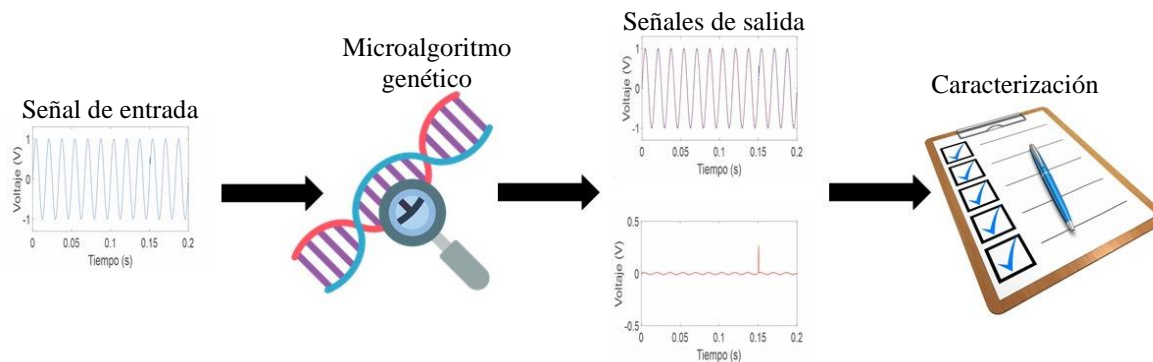 Señal de entrada
Voltaje (V)
1
0
-1
0 0.05 0.1 0.15 0.2
Tiempo (s)
Microalgoritmo
genético
Señales de salida
Voltaje (V)
1
0
-1
0 0.05 0.1 0.15 0.2
Tiempo (s)
Voltaje (V)
0.5
0
-0.5
0 0.05 0.1 0.15 0.2
Tiempo (s)
Caracterización